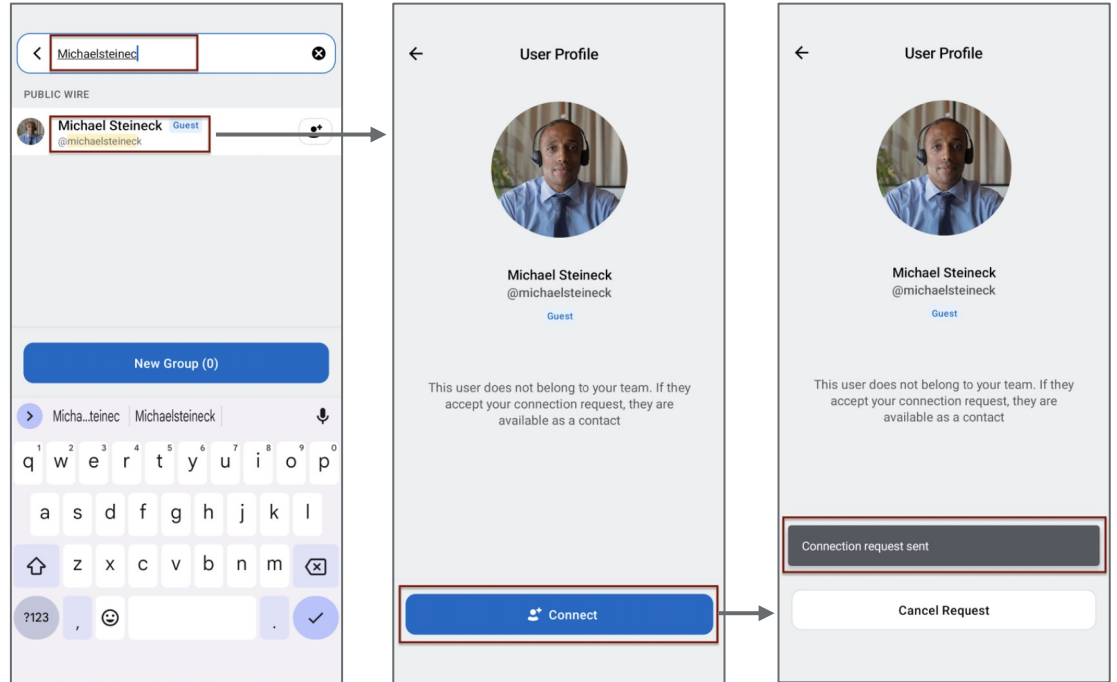 Michaelsteinec
PUBLIC WIRE
Michael Steineck Guest
@michaelsteineck
New Group (0)
Micha...teinec Michaelsteineck
1 2 3 4 5 6 7 8 9 0
q w e r t y u i o p
a s d f g h j k l
z x c v b n m
?123 , .
User Profile
Michael Steineck
@michaelsteineck
Guest
This user does not belong to your team. If they
accept your connection request, they are
available as a contact
Connect
User Profile
Michael Steineck
@michaelsteineck
Guest
This user does not belong to your team. If they
accept your connection request, they are
available as a contact
Connection request sent
Cancel Request